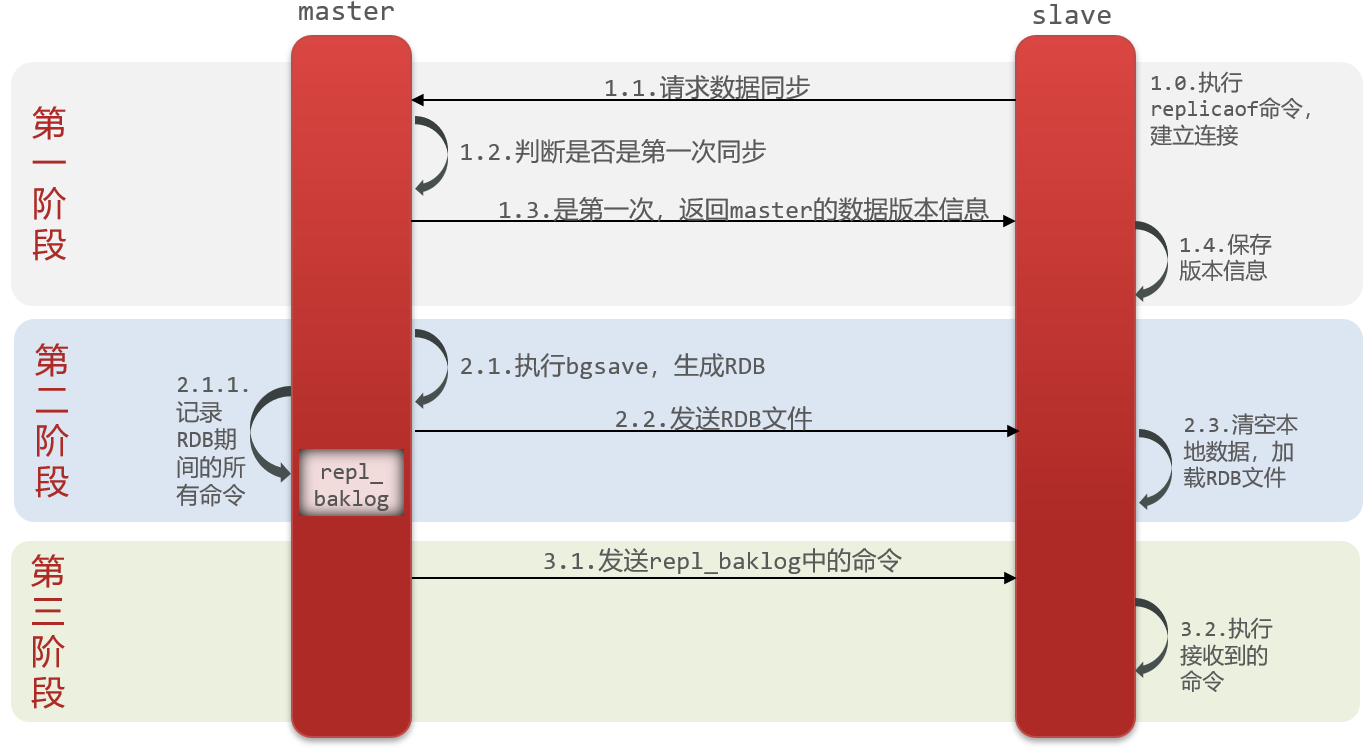 master
slave
第一阶段
1.0.执行
replicaof命令，
建立连接
1.1.请求数据同步
1.2.判断是否是第一次同步
1.3.是第一次，返回master的数据版本信息
1.4.保存
版本信息
第二阶段
2.1.执行bgsave，生成RDB
2.1.1.
记录
RDB期
间的所
有命令
repl_
baklog
2.2.发送RDB文件
2.3.清空本
地数据，加
载RDB文件
第三阶段
3.1.发送repl_baklog中的命令
3.2.执行
接收到的
命令